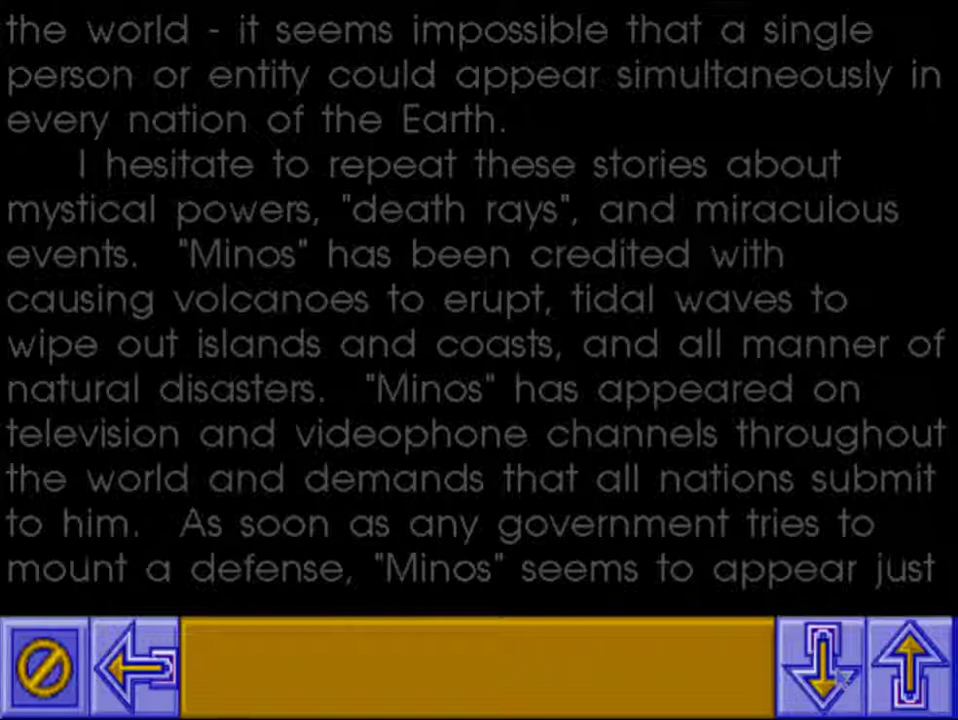 the world - it seems impossible that a single
person or entity could appear simultaneously in
every nation of the Earth.
I hesitate to repeat these stories about
mystical powers, "death rays", and miraculous
events. "Minos" has been credited with
causing volcanoes to erupt, tidal waves to
wipe out islands and coasts, and all manner of
natural disasters. "Minos" has appeared on
television and videophone channels throughout
the world and demands that all nations submit
to him. As soon as any government tries to
mount a defense, "Minos" seems to appear just